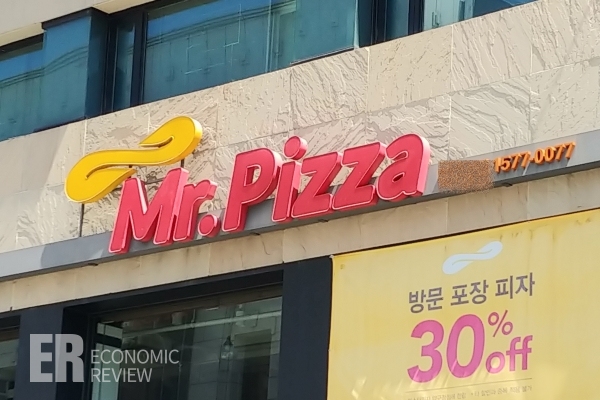 Mr.Pizza
1577-0077
방문 포장 피자
30% off
ER ECONOMIC
REVIEW